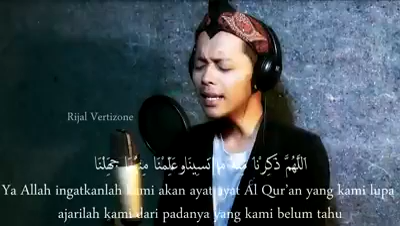 Rijal Vertizone
اللَّهُمَّ ذَكِّرْنَا مِنْهُ مَا نَسِيْنَا وَعَلِّمْنَا مِنْهُ مَا جَهِلْنَا
Ya Allah ingatkanlah kami akan ayat-ayat Al Qur'an yang kami lupa
ajarilah kami dari padanya yang kami belum tahu